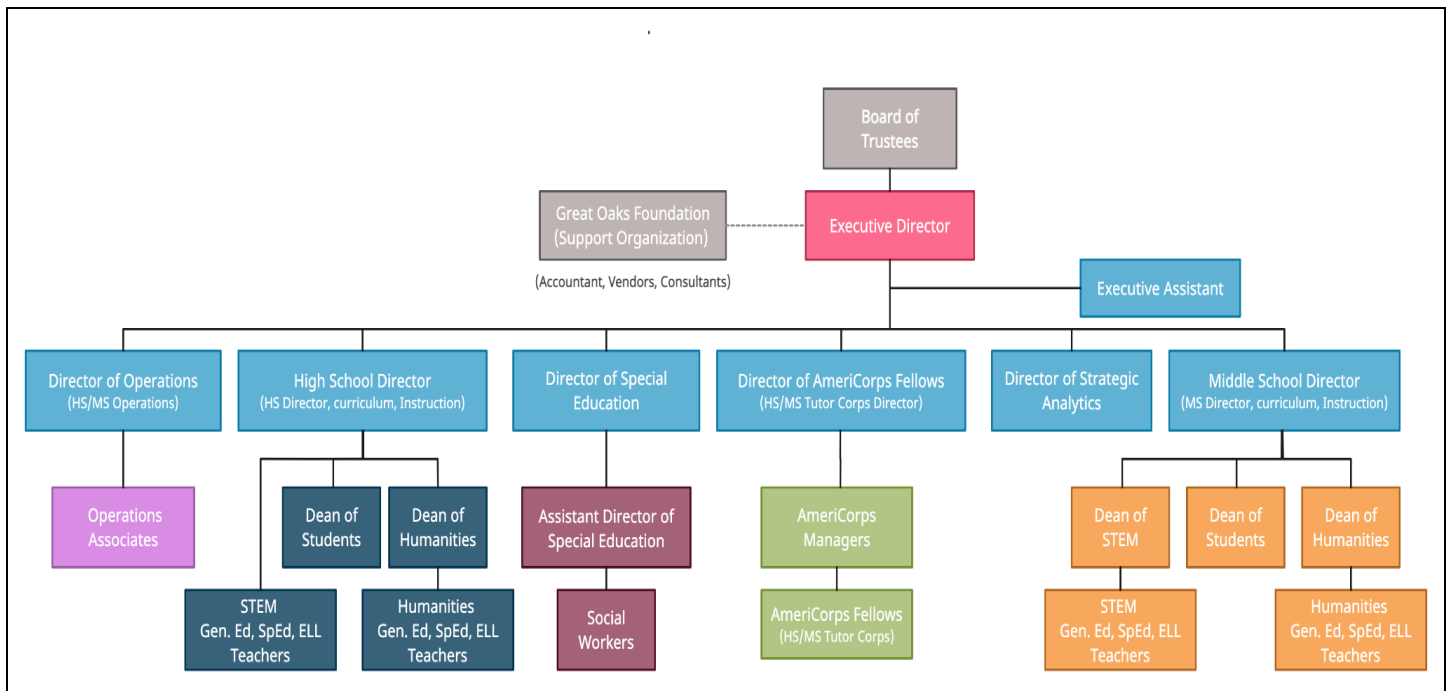 Board of
Trustees
Great Oaks Foundation
(Support Organization)
Executive Director
(Accountant, Vendors, Consultants)
Executive Assistant
Director of Operations
(HS/MS Operations)
High School Director
(HS Director, curriculum, Instruction)
Director of Special
Education
Director of AmeriCorps Fellows
(HS/MS Tutor Corps Director)
Director of Strategic
Analytics
Middle School Director
(MS Director, curriculum, Instruction)
Operations
Associates
Dean of
Students
Dean of
Humanities
Assistant Director of
Special Education
AmeriCorps
Managers
Dean of
STEM
Dean of
Students
Dean of
Humanities
STEM
Gen. Ed, SpEd, ELL
Teachers
Humanities
Gen. Ed, SpEd, ELL
Teachers
Social
Workers
AmeriCorps Fellows
(HS/MS Tutor Corps)
STEM
Gen. Ed, SpEd, ELL
Teachers
Humanities
Gen. Ed, SpEd, ELL
Teachers